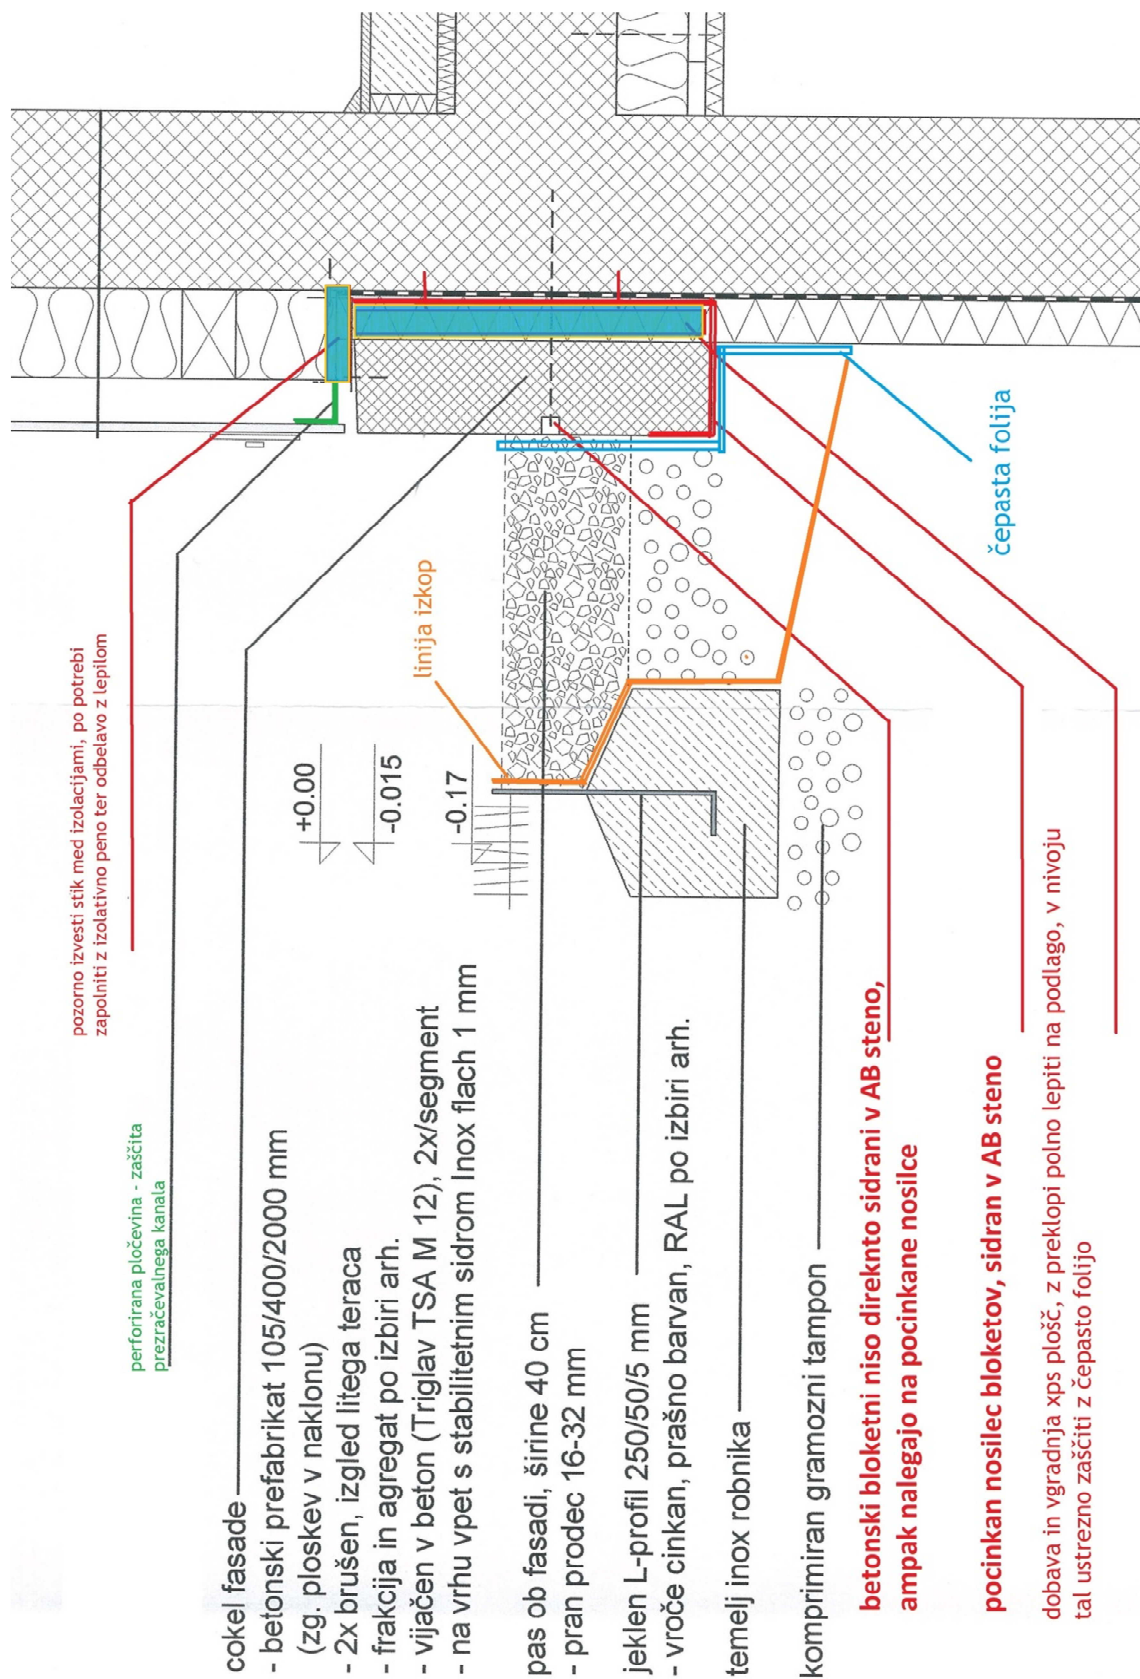 pozorno izvesti stik med izolacijami, po potrebi
zapolniti z izolativno peno ter odbelavo z lepilom
perforirana pločevina - zaščita
prezračevalnega kanala
cokel fasade
- betonski prefabrikat 105/400/2000 mm
(zg. ploskev v naklonu)
- 2x brušen, izgled litega teraca
- frakcija in agregat po izbiri arh.
- vijačen v beton (Triglav TSA M 12), 2x/segment
- na vrhu vpet s stabilitetnim sidrom Inox flach 1 mm
+0.00
-0.015
-0.17
linija izkop
čepasta folija
pas ob fasadi, širine 40 cm
- pran prodec 16-32 mm
jeklen L-profil 250/50/5 mm
- vroče cinkan, prašno barvan, RAL po izbiri arh.
temelj inox robnika
komprimiran gramozni tampon
betonski bloketni niso direknto sidrani v AB steno,
ampak nalegajo na pocinkane nosilce
pocinkan nosilec bloketov, sidran v AB steno
dobava in vgradnja xps plošč, z preklopi polno lepiti na podlago, v nivoju
tal ustrezno zaščiti z čepasto folijo